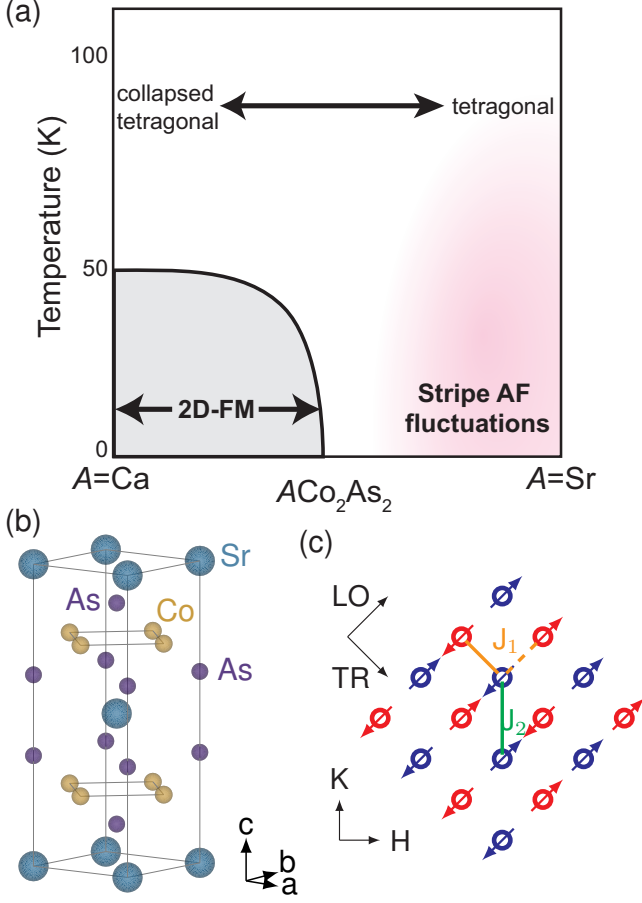 (a)
Temperature (K)
100
50
0
collapsed
tetragonal
tetragonal
2D-FM
Stripe AF
fluctuations
A=Ca
ACo₂As₂
A=Sr
(b)
Sr
As
Co
As
c
b
a
(c)
LO
TR
J₁
J₂
K
H